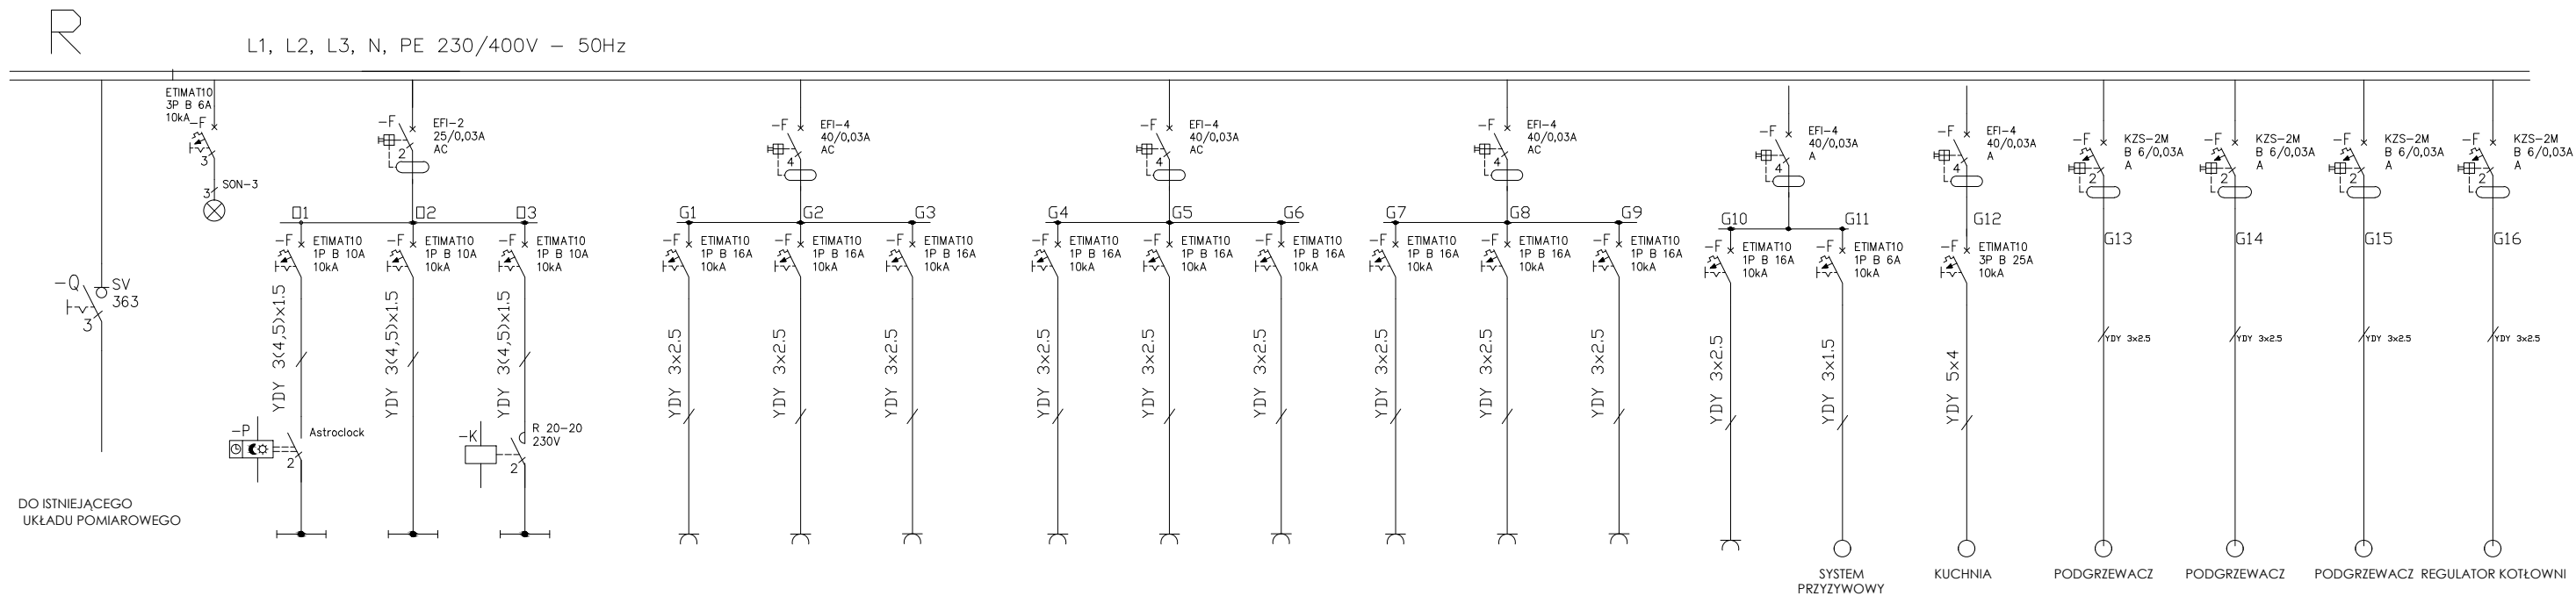 R
L1, L2, L3, N, PE 230/400V – 50Hz
ETIMAT10
3P B 6A
10kA
-F
3
3
SON-3
-Q
SV
363
3
DO ISTNIEJĄCEGO
UKŁADU POMIAROWEGO
-F
EFI-2
25/0,03A
AC
2
O1
O2
O3
-F
ETIMAT10
1P B 10A
10kA
-F
ETIMAT10
1P B 10A
10kA
-F
ETIMAT10
1P B 10A
10kA
YDY 3(4,5)x1.5
YDY 3(4,5)x1.5
YDY 3(4,5)x1.5
-P
Astroclock
2
-K
R 20-20
230V
2
-F
EFI-4
40/0,03A
AC
4
G1
G2
G3
-F
ETIMAT10
1P B 16A
10kA
-F
ETIMAT10
1P B 16A
10kA
-F
ETIMAT10
1P B 16A
10kA
YDY 3x2.5
YDY 3x2.5
YDY 3x2.5
-F
EFI-4
40/0,03A
AC
4
G4
G5
G6
-F
ETIMAT10
1P B 16A
10kA
-F
ETIMAT10
1P B 16A
10kA
-F
ETIMAT10
1P B 16A
10kA
YDY 3x2.5
YDY 3x2.5
YDY 3x2.5
-F
EFI-4
40/0,03A
AC
4
G7
G8
G9
-F
ETIMAT10
1P B 16A
10kA
-F
ETIMAT10
1P B 16A
10kA
-F
ETIMAT10
1P B 16A
10kA
YDY 3x2.5
YDY 3x2.5
YDY 3x2.5
-F
EFI-4
40/0,03A
A
4
G10
G11
-F
ETIMAT10
1P B 16A
10kA
-F
ETIMAT10
1P B 6A
10kA
YDY 3x2.5
YDY 3x1.5
SYSTEM
PRZYZYWOWY
-F
EFI-4
40/0,03A
A
4
G12
-F
ETIMAT10
3P B 25A
10kA
YDY 5x4
KUCHNIA
-F
KZS-2M
B 6/0,03A
A
2
G13
YDY 3x2.5
PODGRZEWACZ
-F
KZS-2M
B 6/0,03A
A
2
G14
YDY 3x2.5
PODGRZEWACZ
-F
KZS-2M
B 6/0,03A
A
2
G15
YDY 3x2.5
PODGRZEWACZ
-F
KZS-2M
B 6/0,03A
A
2
G16
YDY 3x2.5
REGULATOR KOTŁOWNI